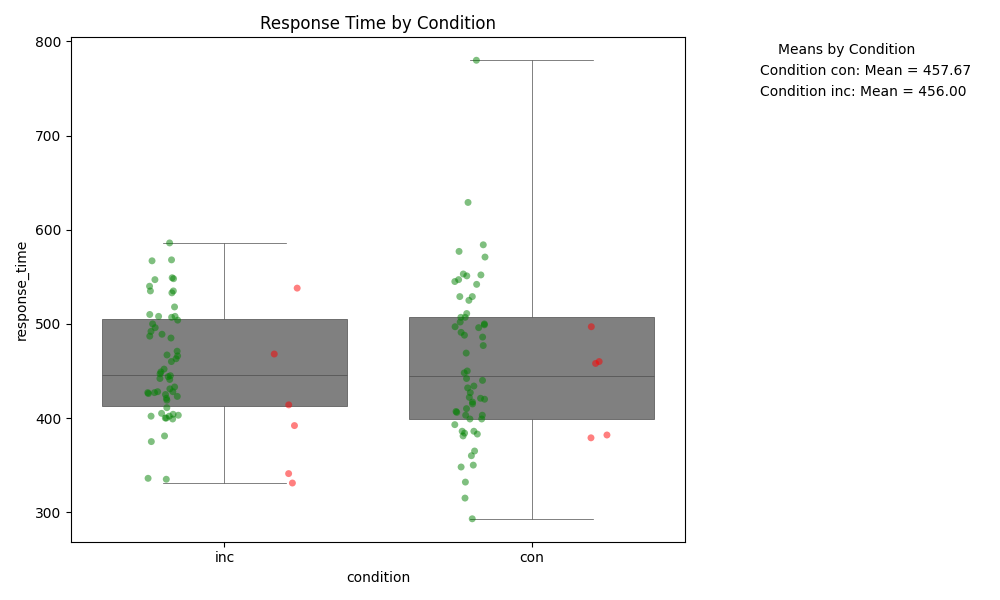 Response Time by Condition
Means by Condition
Condition con: Mean = 457.67
Condition inc: Mean = 456.00
response_time
800
700
600
500
400
300
inc
con
condition